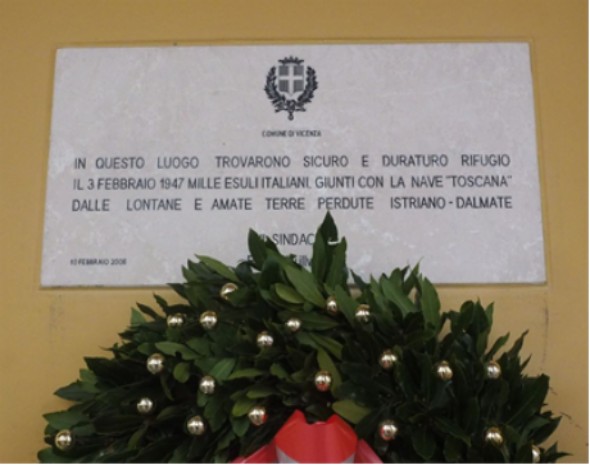 COMUNE DI VICENZA
IN QUESTO LUOGO TROVARONO SICURO E DURATURO RIFUGIO
IL 3 FEBBRAIO 1947 MILLE ESULI ITALIANI, GIUNTI CON LA NAVE "TOSCANA"
DALLE LONTANE E AMATE TERRE PERDUTE ISTRIANO-DALMATE
SINDAC
10 FEBBRAIO 2008